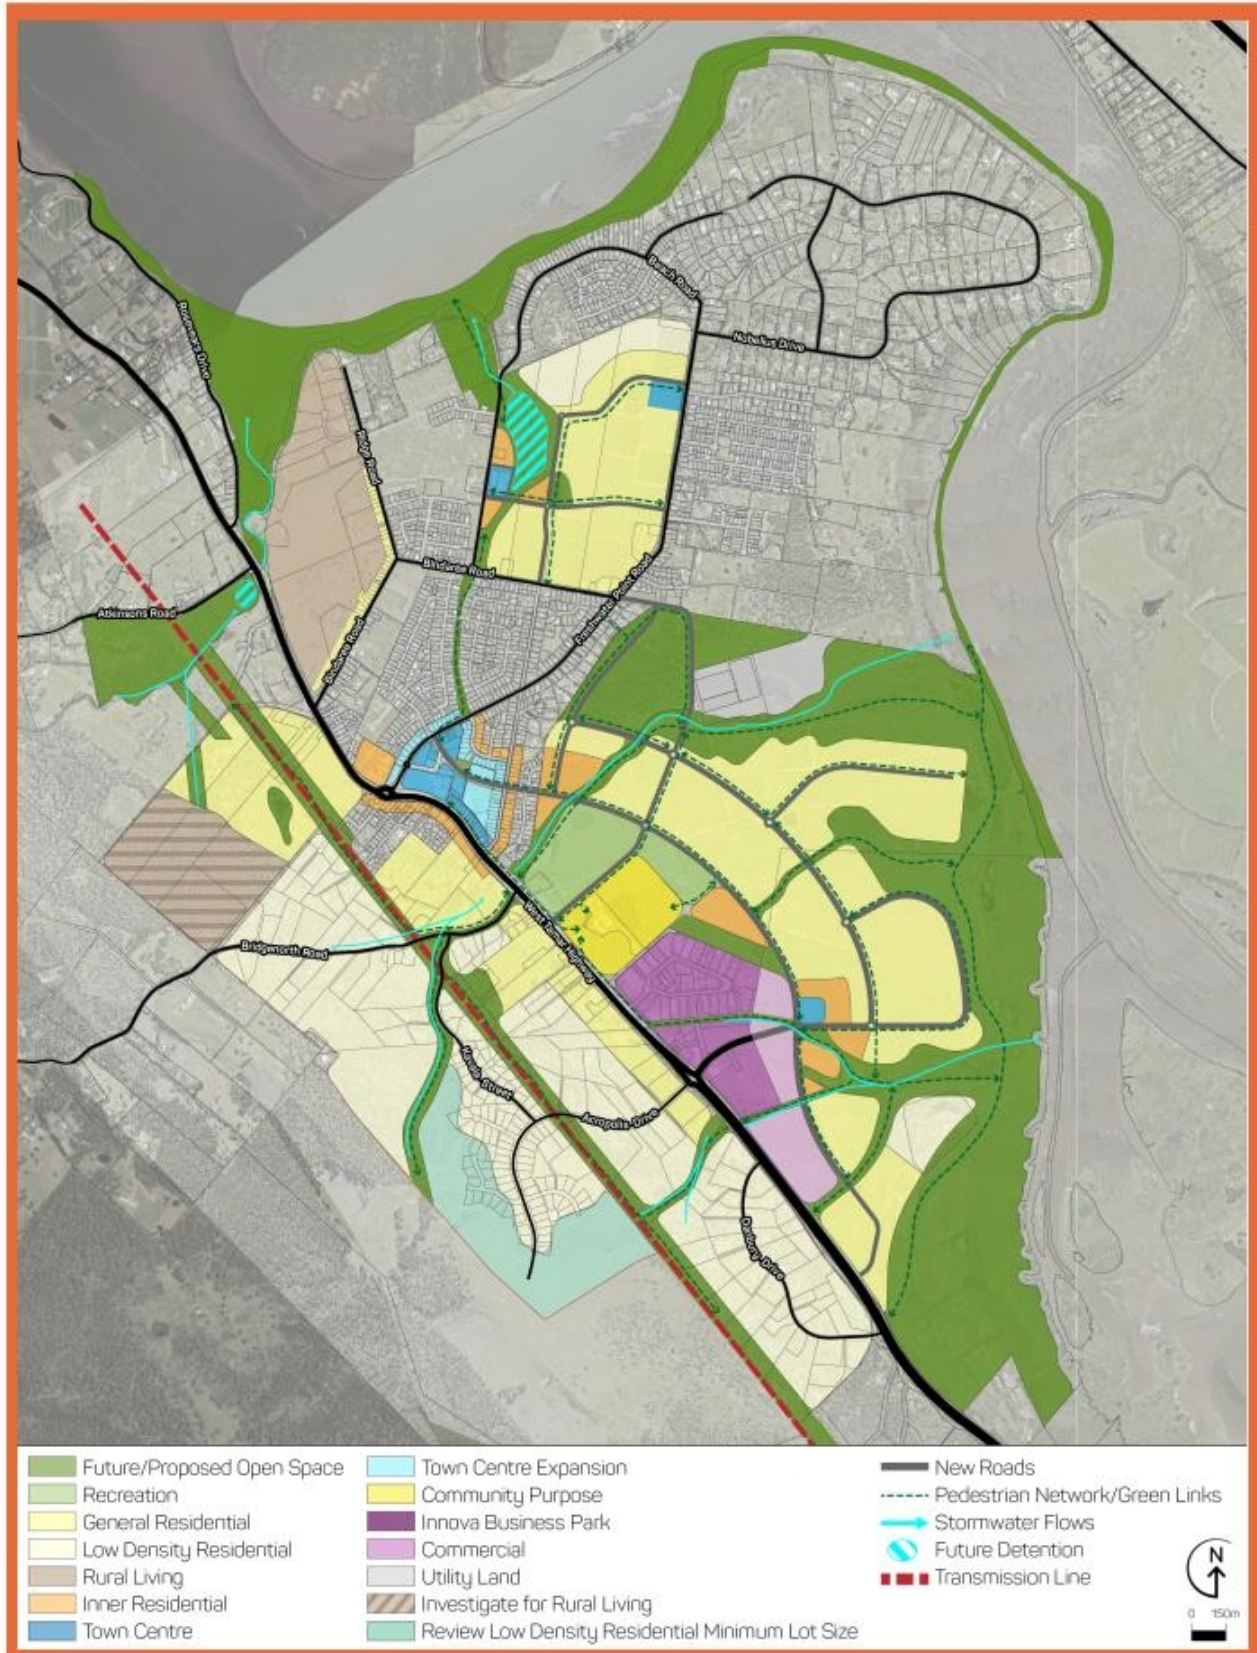 Beach Road
Rosevears Drive
Nobelius Drive
Ridge Road
Bindaree Road
Atkinsons Road
Freshwater Point Road
Bindaree Road
West Tamar Highway
Bridgenorth Road
Acropolis Drive
Danbury Drive
Future/Proposed Open Space
Recreation
General Residential
Low Density Residential
Rural Living
Inner Residential
Town Centre
Town Centre Expansion
Community Purpose
Innova Business Park
Commercial
Utility Land
Investigate for Rural Living
Review Low Density Residential Minimum Lot Size
New Roads
Pedestrian Network/Green Links
Stormwater Flows
Future Detention
Transmission Line
N
0 150m